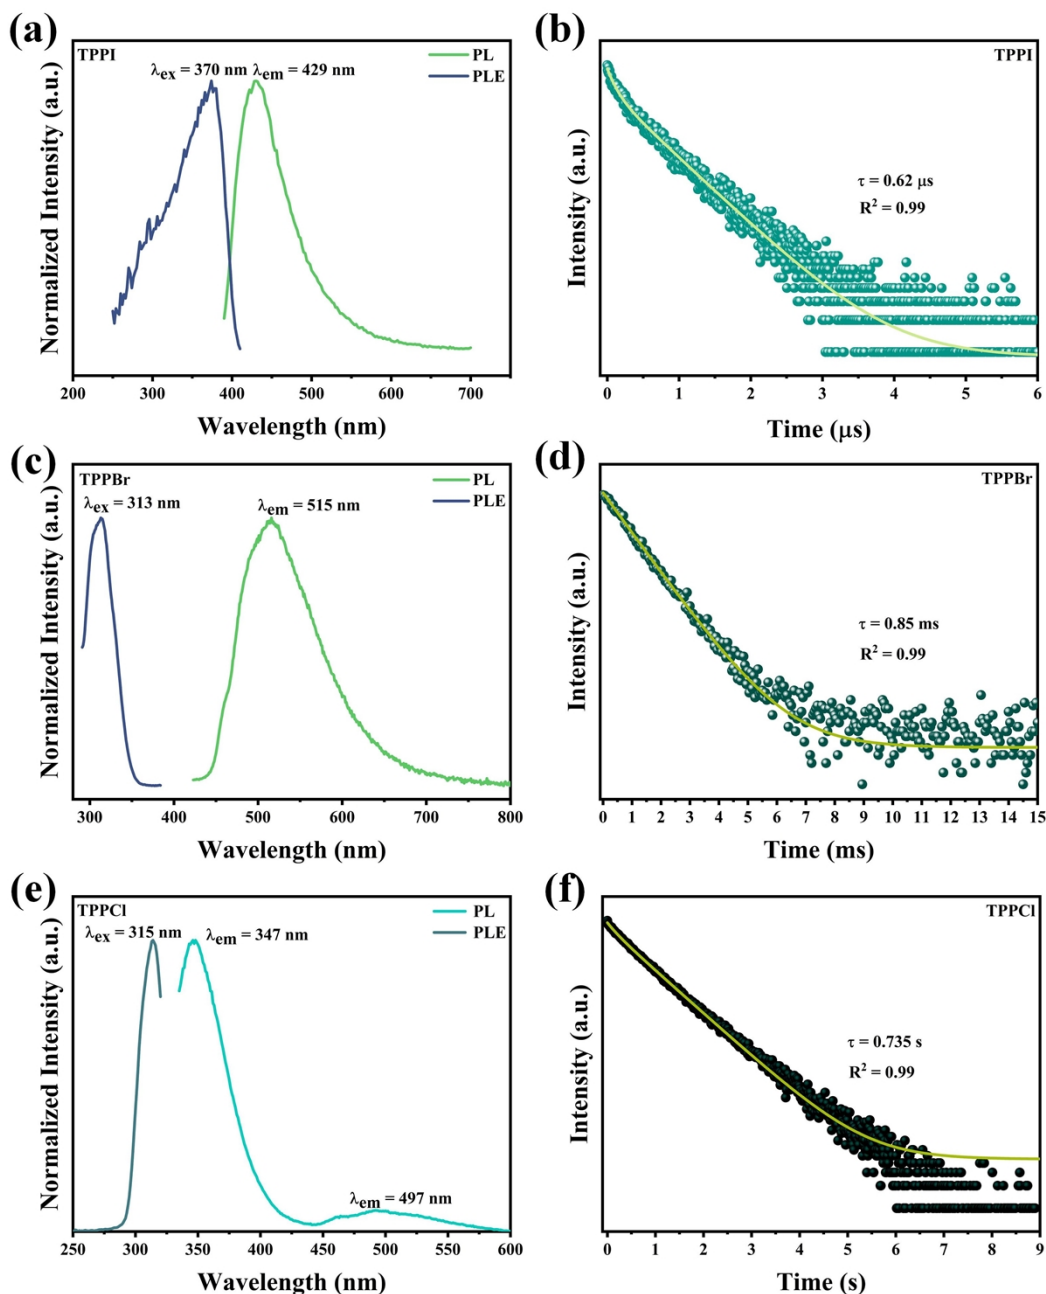 (a)
TPPI
λex = 370 nm λem = 429 nm
PL
PLE
Normalized Intensity (a.u.)
200 300 400 500 600 700
Wavelength (nm)
(b)
TPPI
τ = 0.62 μs
R² = 0.99
Intensity (a.u.)
0 1 2 3 4 5 6
Time (μs)
(c)
TPPBr
λex = 313 nm
λem = 515 nm
PL
PLE
Normalized Intensity (a.u.)
300 400 500 600 700 800
Wavelength (nm)
(d)
TPPBr
τ = 0.85 ms
R² = 0.99
Intensity (a.u.)
0 1 2 3 4 5 6 7 8 9 10 11 12 13 14 15
Time (ms)
(e)
TPPCl
λex = 315 nm
λem = 347 nm
PL
PLE
λem = 497 nm
Normalized Intensity (a.u.)
250 300 350 400 450 500 550 600
Wavelength (nm)
(f)
TPPCl
τ = 0.735 s
R² = 0.99
Intensity (a.u.)
0 1 2 3 4 5 6 7 8 9
Time (s)